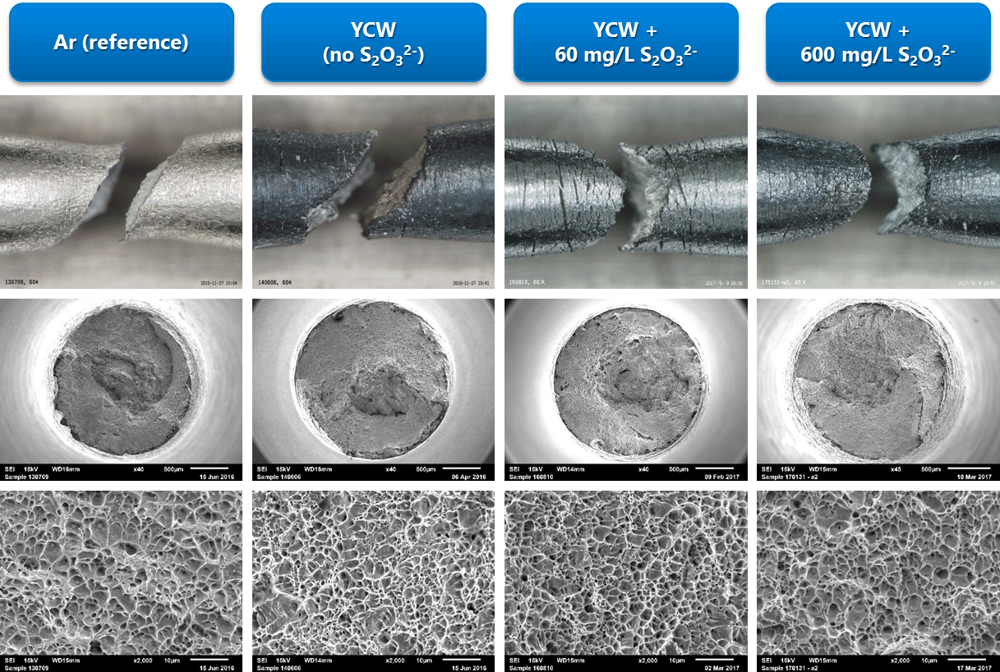 Ar (reference)
YCW
(no S₂O₃²⁻)
YCW +
60 mg/L S₂O₃²⁻
YCW +
600 mg/L S₂O₃²⁻
130709, 60#
2015-11-27 10:04
140606, 60#
2015-11-27 10:41
160810, 60X
170131-a2, 60X
SEI 15kV WD16mm x40 500µm
Sample 130709 15 Jun 2016
SEI 15kV WD16mm x40 500µm
Sample 140606 06 Apr 2016
SEI 15kV WD14mm x40 500µm
Sample 160810 09 Feb 2017
SEI 15kV WD15mm x45 500µm
Sample 170131 - a2 10 Mar 2017
SEI 15kV WD15mm x2,000 10µm
Sample 130709 15 Jun 2016
SEI 15kV WD14mm x2,000 10µm
Sample 140606 15 Jun 2016
SEI 15kV WD14mm x2,000 10µm
Sample 160810 02 Mar 2017
SEI 15kV WD15mm x2,000 10µm
Sample 170131 - a2 17 Mar 2017